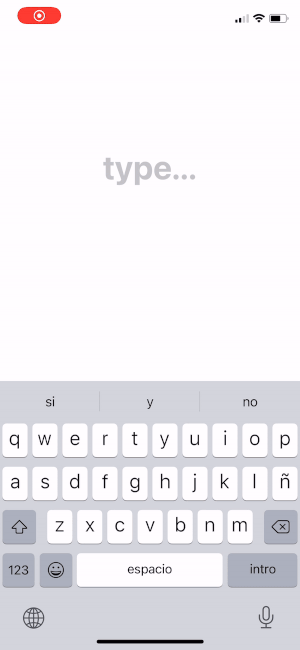 type...
si y no
q w e r t y u i o p
a s d f g h j k l ñ
z x c v b n m
123 espacio intro